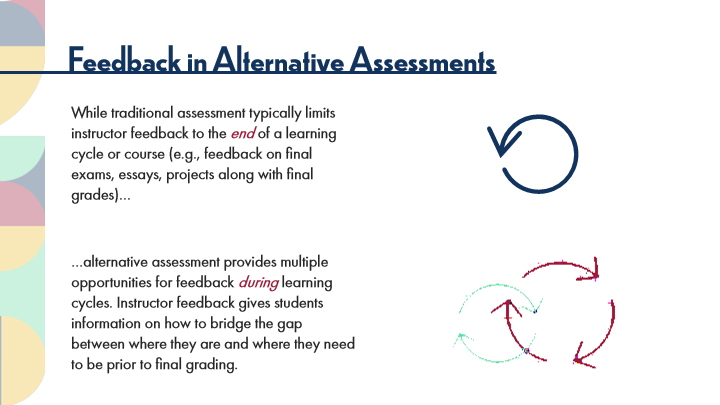 Feedback in Alternative Assessments
While traditional assessment typically limits
instructor feedback to the end of a learning
cycle or course (e.g., feedback on final
exams, essays, projects along with final
grades)...
...alternative assessment provides multiple
opportunities for feedback during learning
cycles. Instructor feedback gives students
information on how to bridge the gap
between where they are and where they need
to be prior to final grading.